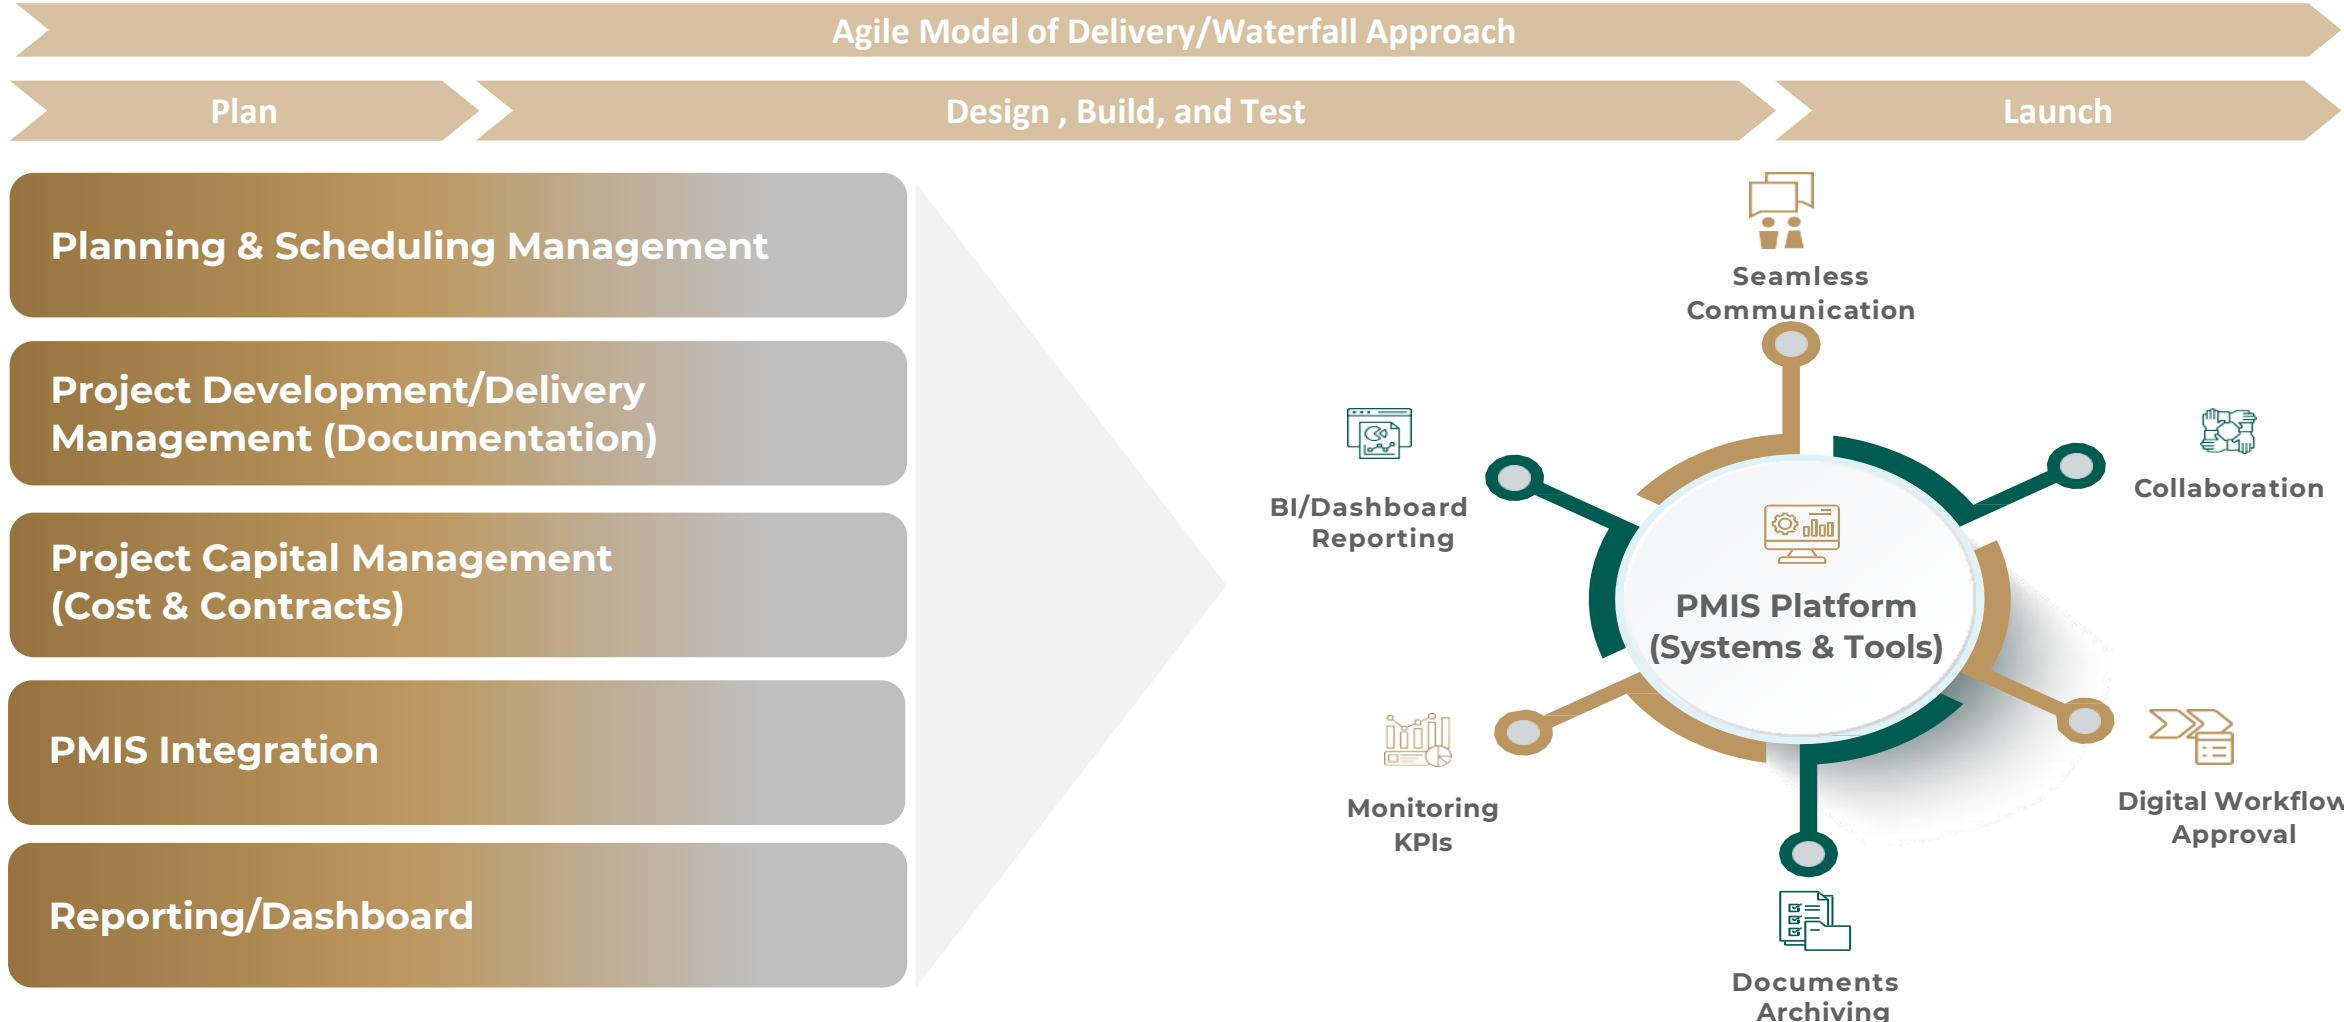 Agile Model of Delivery/Waterfall Approach
Plan
Design , Build, and Test
Launch
Planning & Scheduling Management
Project Development/Delivery
Management (Documentation)
Project Capital Management
(Cost & Contracts)
PMIS Integration
Reporting/Dashboard
Seamless
Communication
BI/Dashboard
Reporting
Collaboration
PMIS Platform
(Systems & Tools)
Monitoring
KPIs
Digital Workflow
Approval
Documents
Archiving